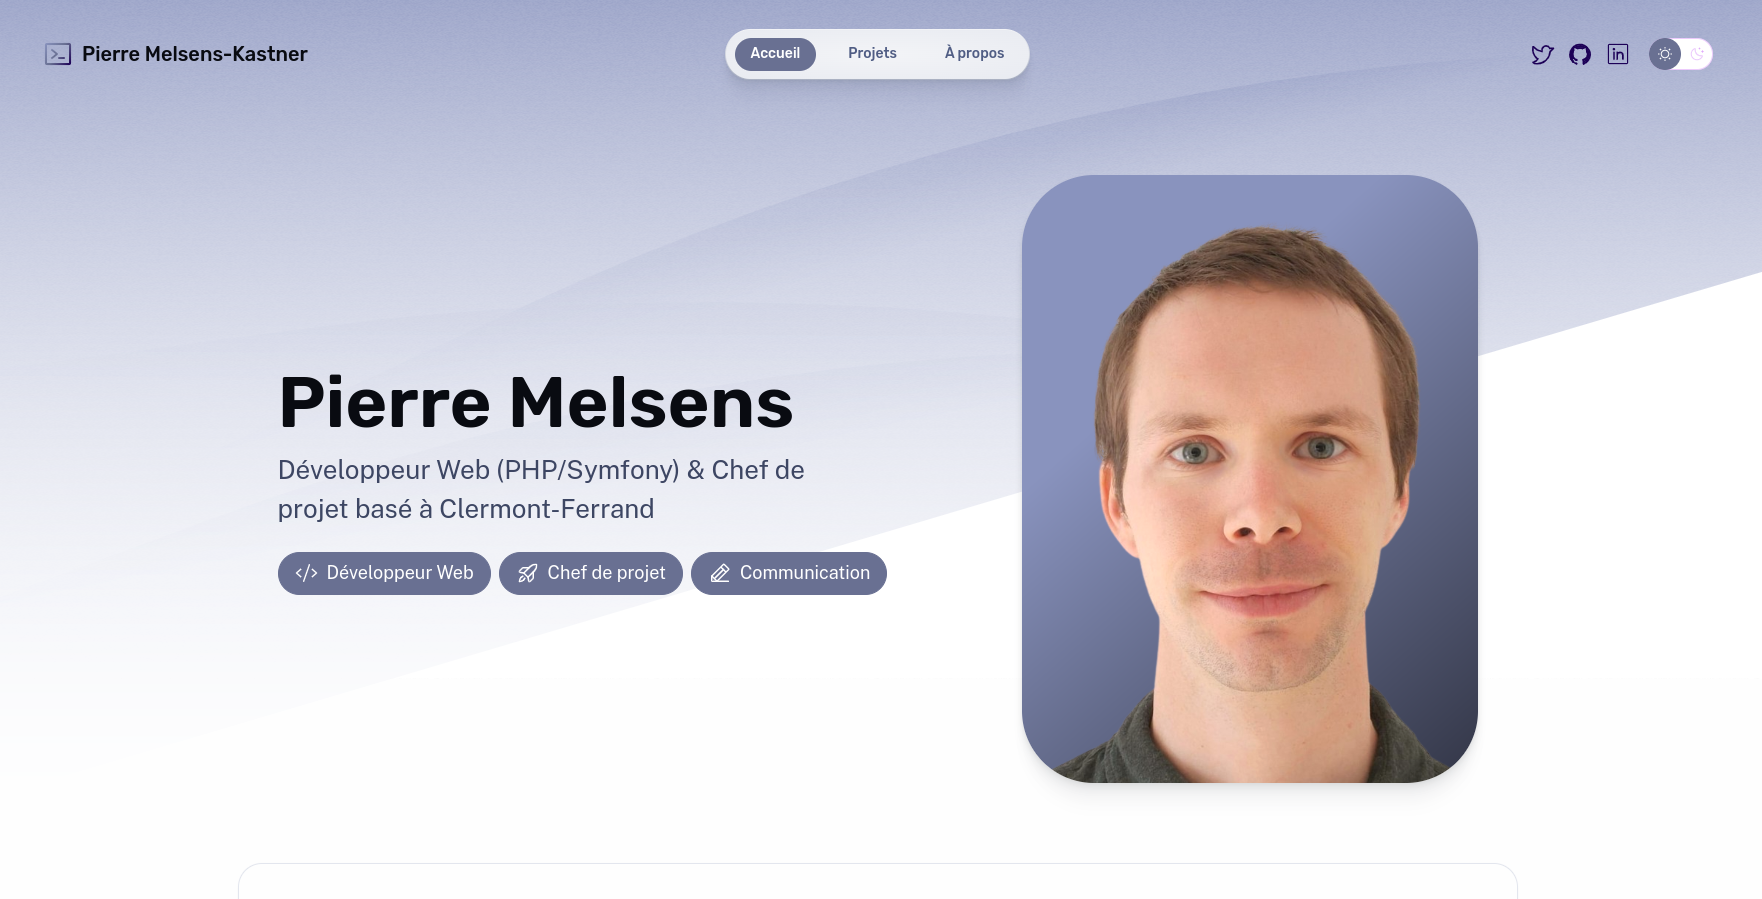 Pierre Melsens-Kastner
Accueil
Projets
À propos
Pierre Melsens
Développeur Web (PHP/Symfony) & Chef de
projet basé à Clermont-Ferrand
Développeur Web
Chef de projet
Communication